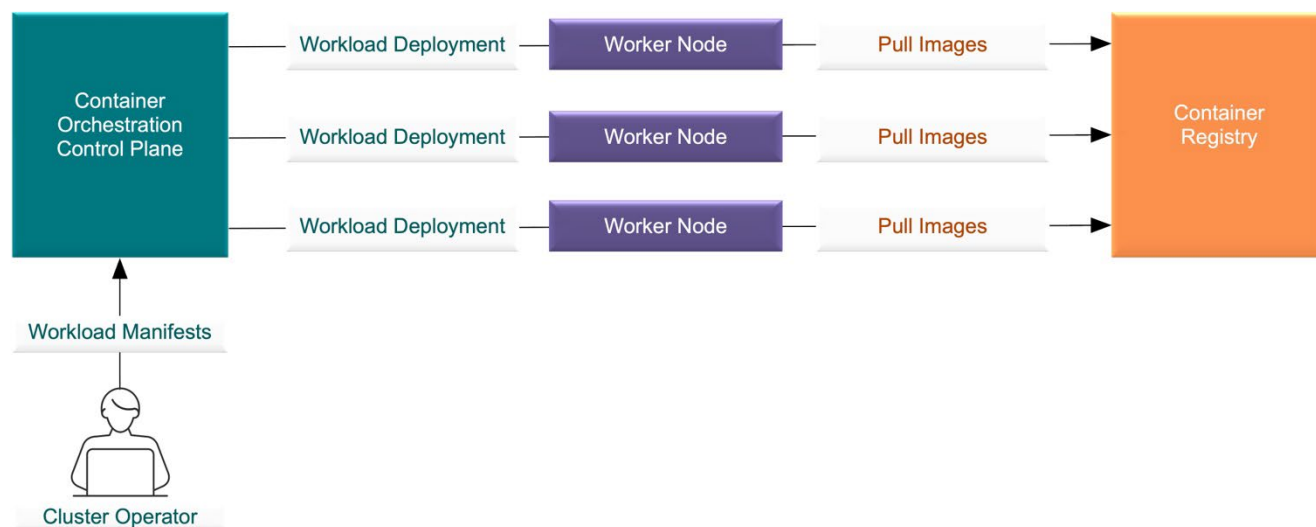 Container
Orchestration
Control Plane
Workload Deployment
Worker Node
Pull Images
Workload Deployment
Worker Node
Pull Images
Workload Deployment
Worker Node
Pull Images
Container
Registry
Workload Manifests
Cluster Operator